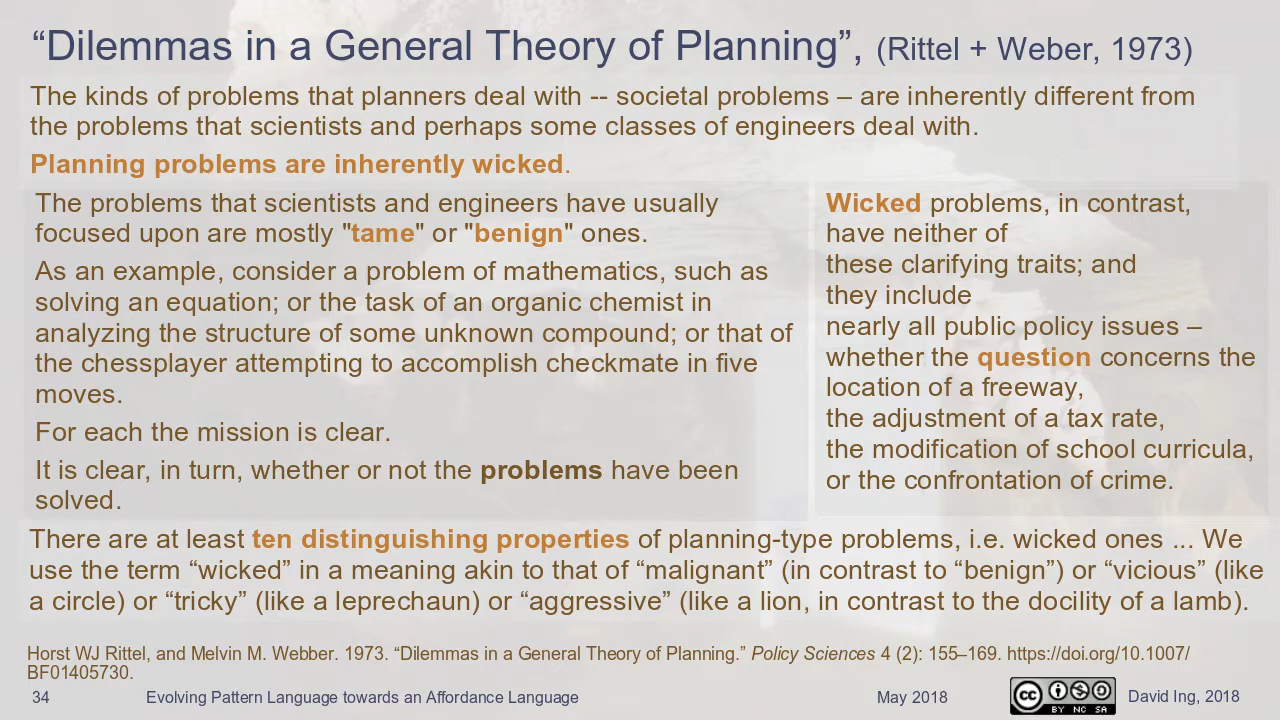 “Dilemmas in a General Theory of Planning”, (Rittel + Weber, 1973)
The kinds of problems that planners deal with -- societal problems – are inherently different from
the problems that scientists and perhaps some classes of engineers deal with.
Planning problems are inherently wicked.
The problems that scientists and engineers have usually
focused upon are mostly "tame" or "benign" ones.
As an example, consider a problem of mathematics, such as
solving an equation; or the task of an organic chemist in
analyzing the structure of some unknown compound; or that of
the chessplayer attempting to accomplish checkmate in five
moves.
For each the mission is clear.
It is clear, in turn, whether or not the problems have been
solved.
Wicked problems, in contrast,
have neither of
these clarifying traits; and
they include
nearly all public policy issues –
whether the question concerns the
location of a freeway,
the adjustment of a tax rate,
the modification of school curricula,
or the confrontation of crime.
There are at least ten distinguishing properties of planning-type problems, i.e. wicked ones ... We
use the term “wicked” in a meaning akin to that of “malignant” (in contrast to “benign”) or “vicious” (like
a circle) or “tricky” (like a leprechaun) or “aggressive” (like a lion, in contrast to the docility of a lamb).
Horst WJ Rittel, and Melvin M. Webber. 1973. “Dilemmas in a General Theory of Planning.” Policy Sciences 4 (2): 155–169. https://doi.org/10.1007/
BF01405730.
34 Evolving Pattern Language towards an Affordance Language May 2018 cc BY NC SA David Ing, 2018